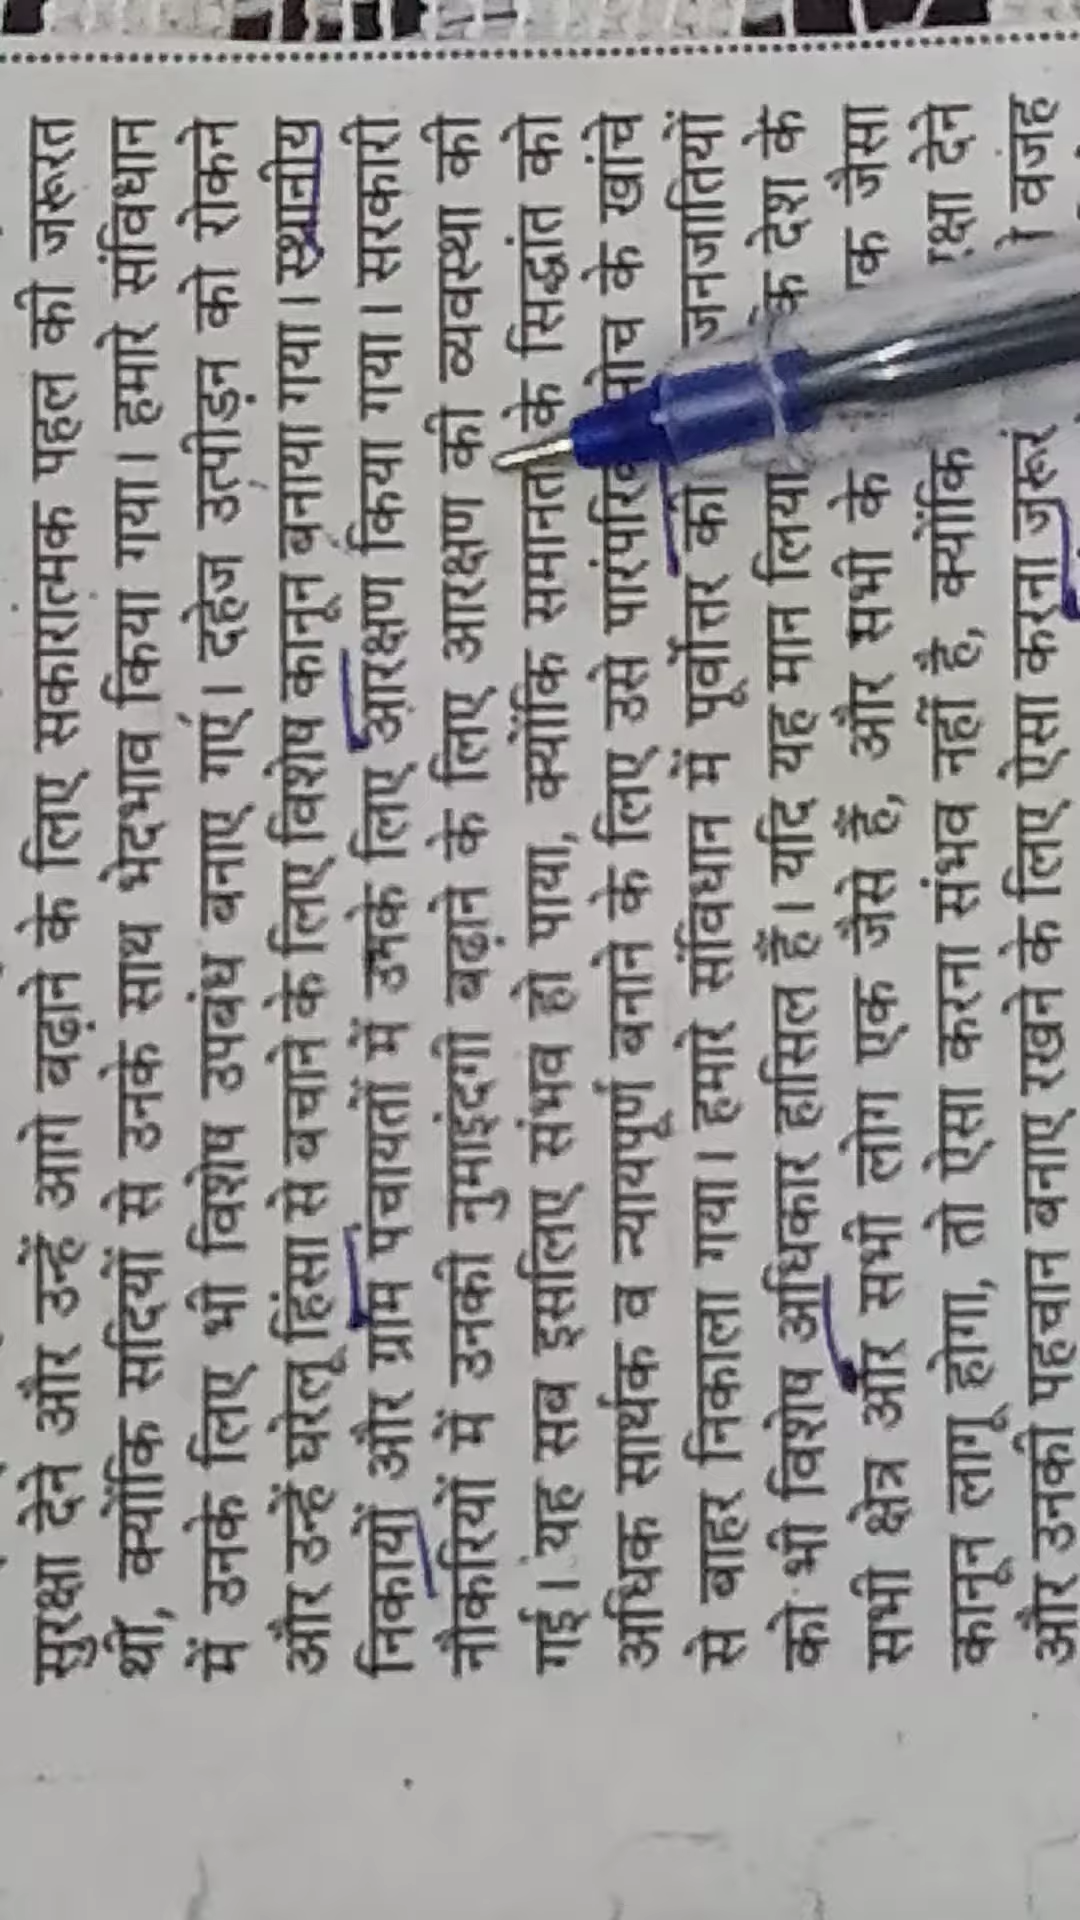 सुरक्षा देने और उन्हें आगे बढ़ाने के लिए सकारात्मक पहल की जरूरत
थी, क्योंकि सदियों से उनके साथ भेदभाव किया गया। हमारे संविधान
में उनके लिए भी विशेष उपबंध बनाए गए। दहेज उत्पीड़न को रोकने
और उन्हें घरेलू हिंसा से बचाने के लिए विशेष कानून बनाया गया। स्थानीय
निकायों और ग्राम पंचायतों में उनके लिए आरक्षण किया गया। सरकारी
नौकरियों में उनकी नुमाइंदगी बढ़ाने के लिए आरक्षण की व्यवस्था की
गई। यह सब इसलिए संभव हो पाया, क्योंकि समानता के सिद्धांत को
अधिक सार्थक व न्यायपूर्ण बनाने के लिए उसे के खांचे
से बाहर निकाला गया। हमारे संविधान में पूर्वोत्तर की जनजातियों
को भी विशेष अधिकार हासिल हैं। यदि यह मान लिया देश के
सभी क्षेत्र और सभी लोग एक जैसे हैं, और सभी के जैसा
कानून लागू होगा, तो ऐसा करना संभव नहीं है, क्योंकि देने
और उनकी पहचान बनाए रखने के लिए ऐसा करना वजह